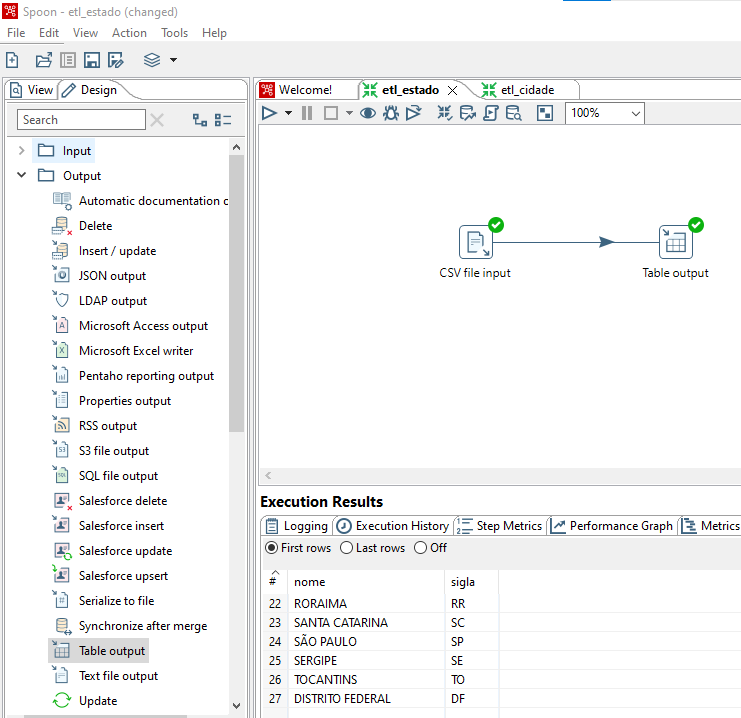 Spoon - etl_estado (changed)
File Edit View Action Tools Help
View Design
Search
Input
Output
Automatic documentation c
Delete
Insert / update
JSON output
LDAP output
Microsoft Access output
Microsoft Excel writer
Pentaho reporting output
Properties output
RSS output
S3 file output
SQL file output
Salesforce delete
Salesforce insert
Salesforce update
Salesforce upsert
Serialize to file
Synchronize after merge
Table output
Text file output
Update
Welcome! etl_estado etl_cidade
100%
CSV file input Table output
Execution Results
Logging Execution History Step Metrics Performance Graph Metrics
First rows Last rows Off
# nome sigla
22 RORAIMA RR
23 SANTA CATARINA SC
24 SÃO PAULO SP
25 SERGIPE SE
26 TOCANTINS TO
27 DISTRITO FEDERAL DF